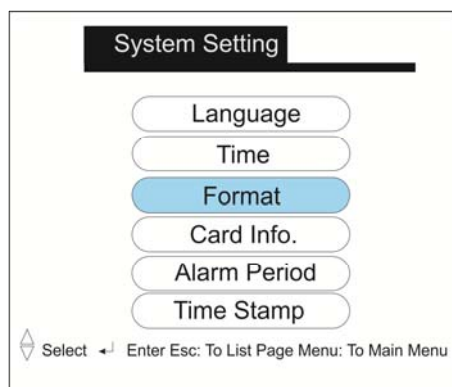 System Setting
Language
Time
Format
Card Info.
Alarm Period
Time Stamp
Select ↵ Enter Esc: To List Page Menu: To Main Menu